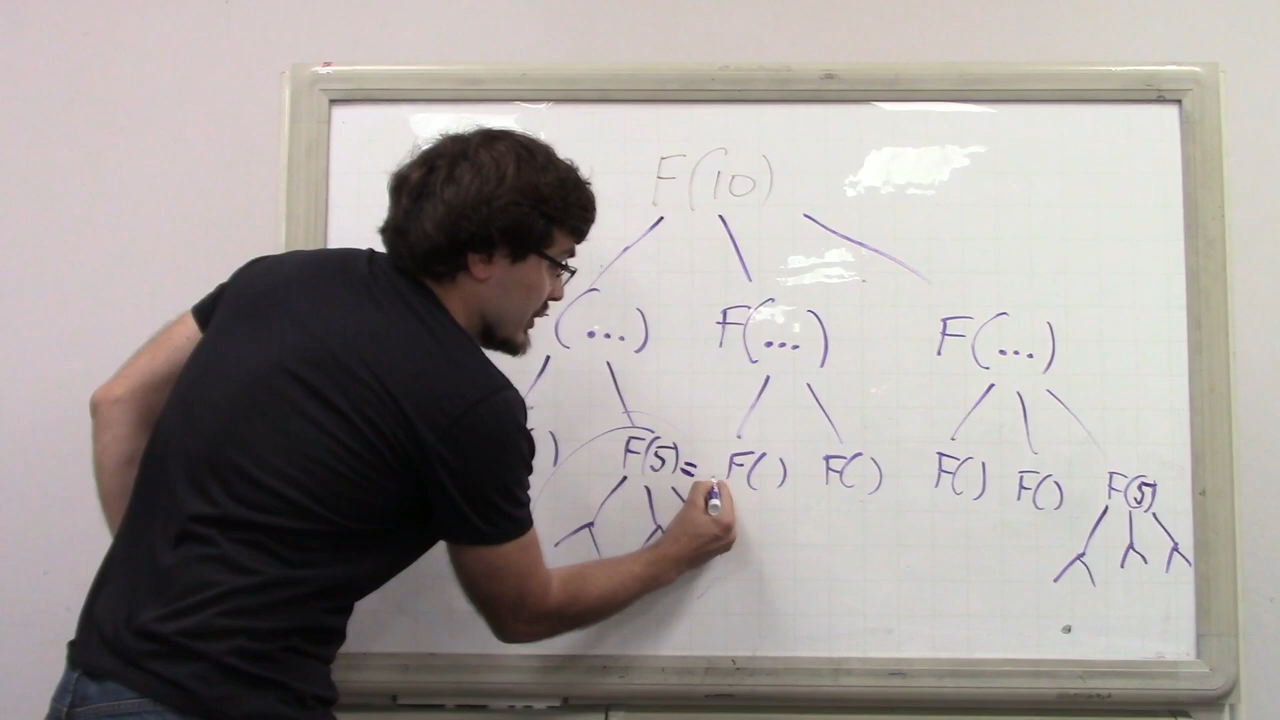 F(10)
(...) F(...) F(...)
) F(5)= F() F() F() F() F(5)